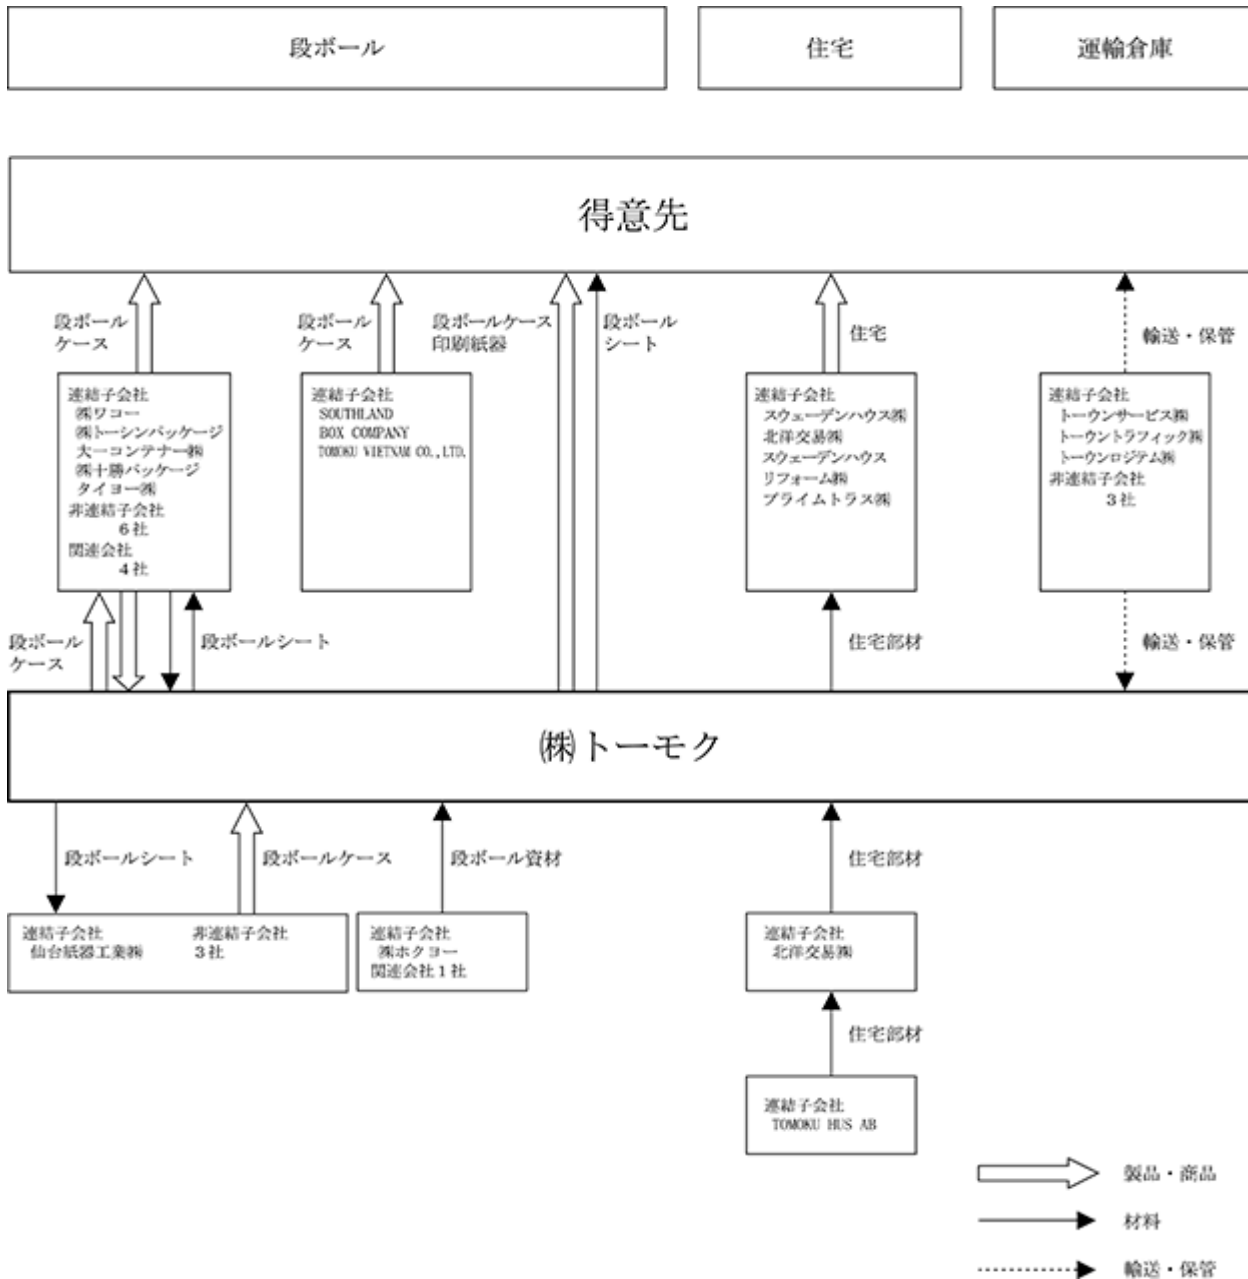 段ボール
住宅
運輸倉庫
得意先
段ボール
ケース
段ボール
ケース
段ボールケース
印刷紙器
段ボール
シート
住宅
輸送・保管
連結子会社
㈱ワコー
㈱トーシンパッケージ
大一コンテナー㈱
㈱十勝パッケージ
タイヨー㈱
非連結子会社
6社
関連会社
4社
連結子会社
SOUTHLAND
BOX COMPANY
TOMOKU VIETNAM CO.,LTD.
連結子会社
スウェーデンハウス㈱
北洋交易㈱
スウェーデンハウス
リフォーム㈱
プライムトラス㈱
連結子会社
トーウンサービス㈱
トーウントラフィック㈱
トーウンロジテム㈱
非連結子会社
3社
段ボール
ケース
段ボールシート
住宅部材
輸送・保管
㈱トーモク
段ボールシート
段ボールケース
段ボール資材
住宅部材
連結子会社
仙台紙器工業㈱
非連結子会社
3社
連結子会社
㈱ホクヨー
関連会社1社
連結子会社
北洋交易㈱
住宅部材
連結子会社
TOMOKU HUS AB
製品・商品
材料
輸送・保管